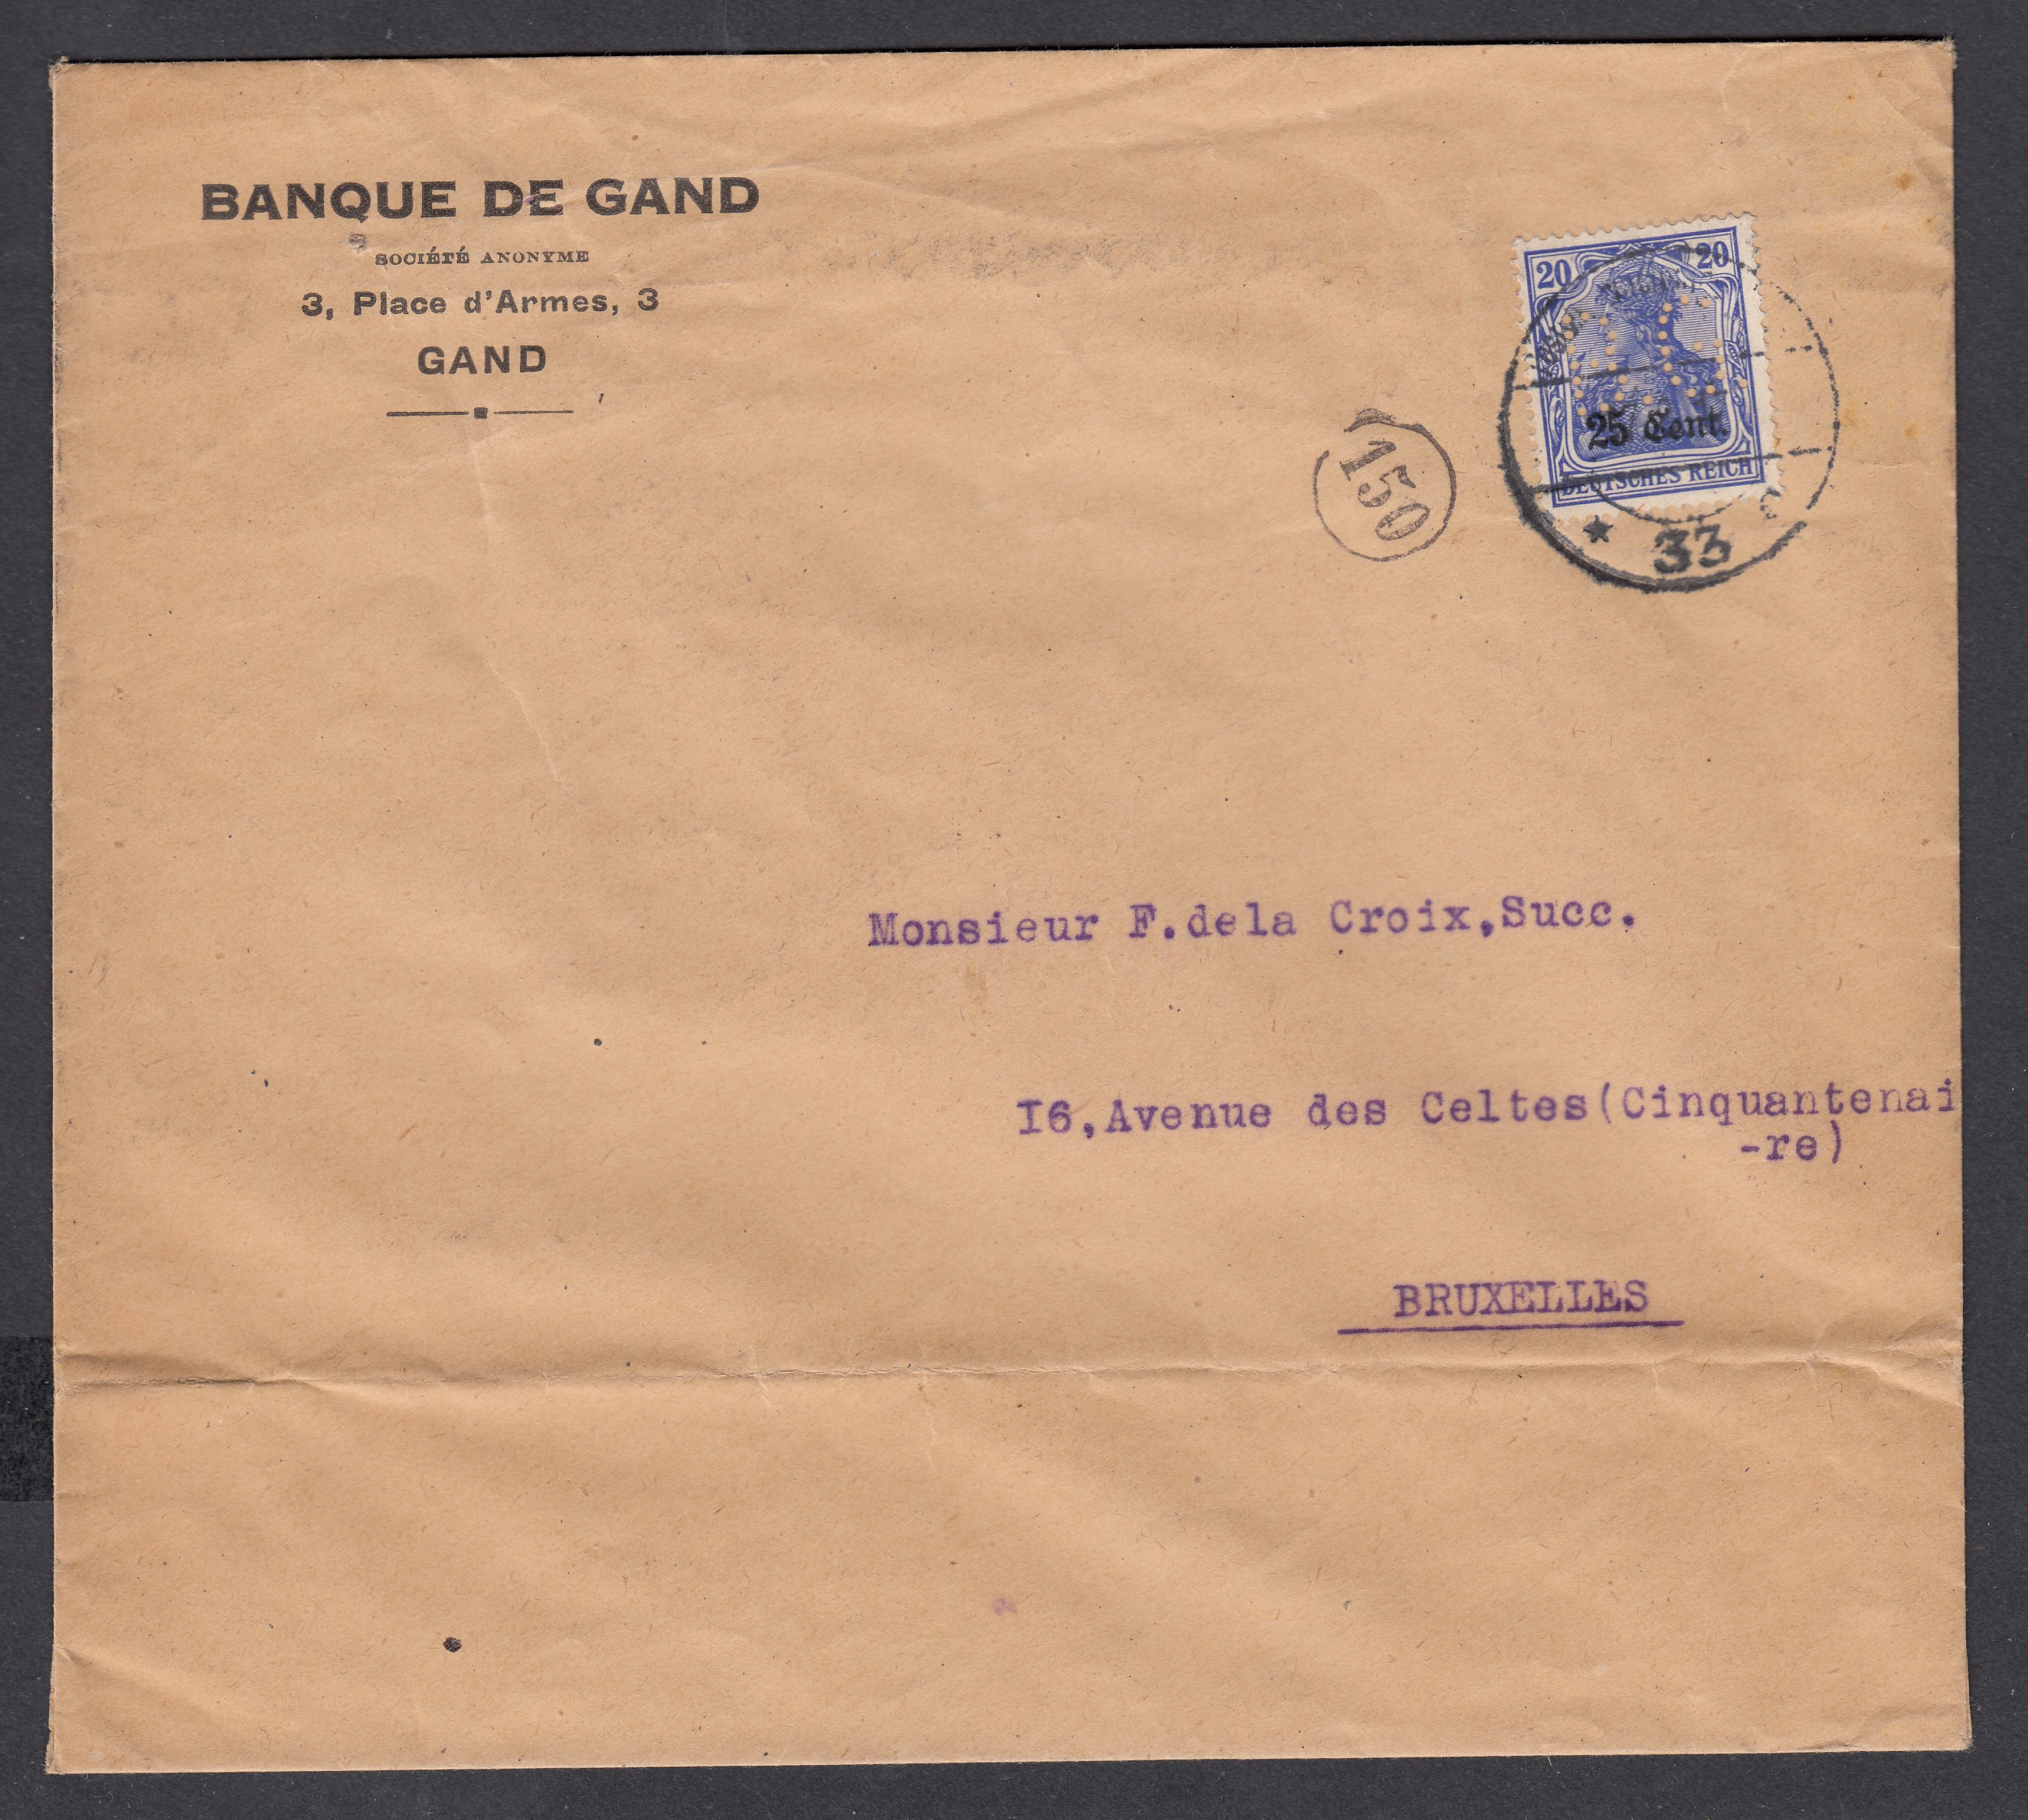 BANQUE DE GAND
SOCIÉTÉ ANONYME
3, Place d'Armes, 3
GAND
20 20
25 Cent.
DEUTSCHES REICH
* 33 c
150
Monsieur F.dela Croix,Succ.
I6,Avenue des Celtes(Cinquantenai
-re)
BRUXELLES